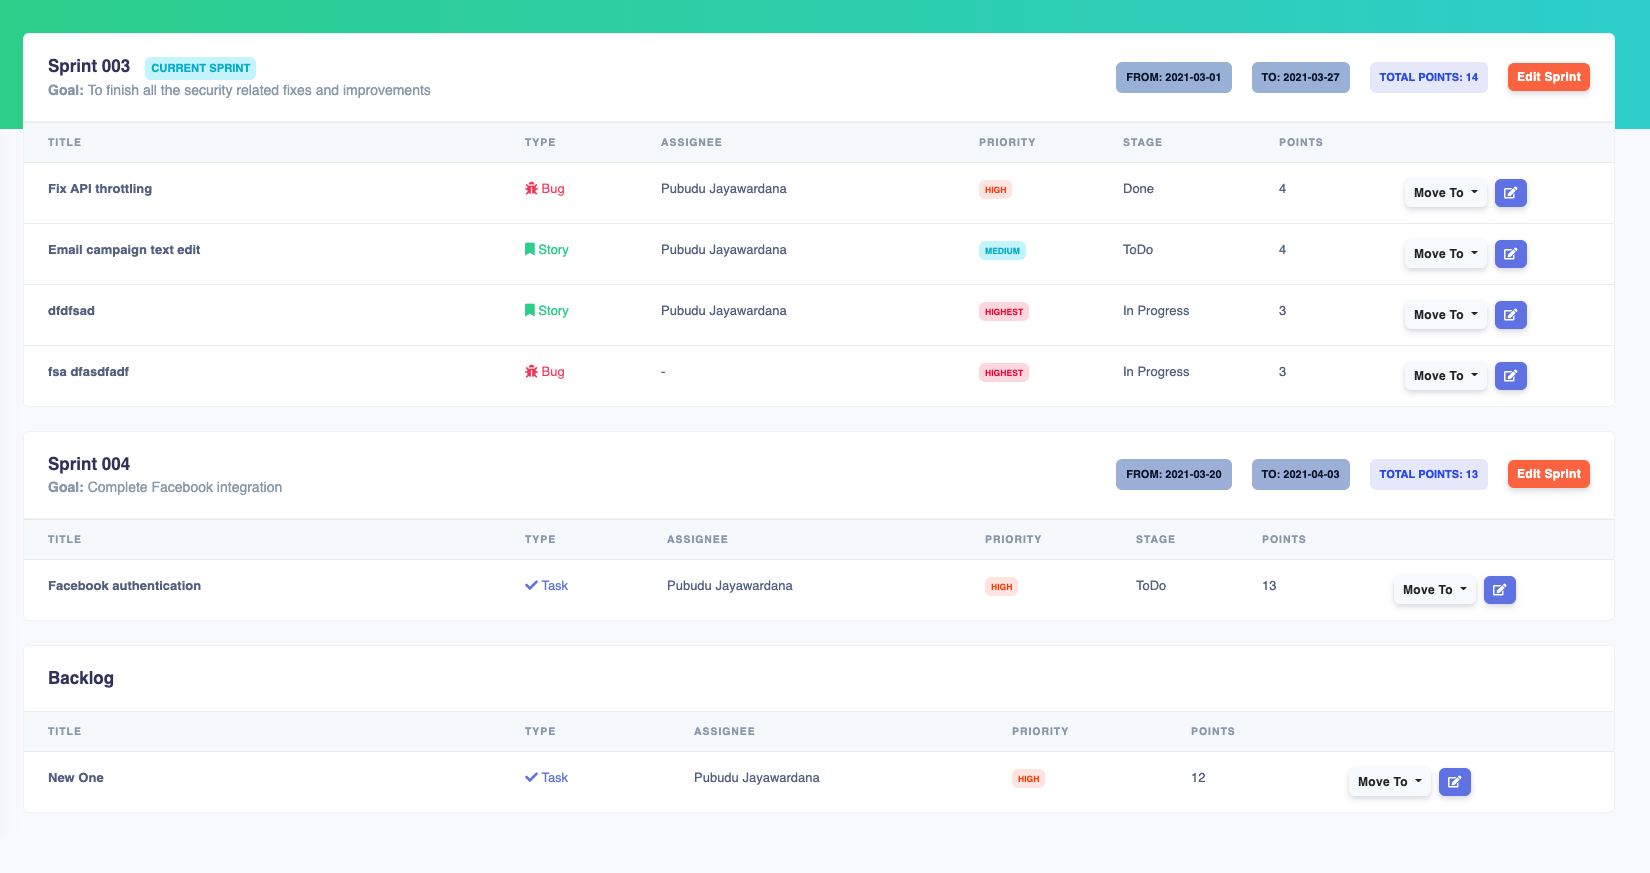 Sprint 003 CURRENT SPRINT
Goal: To finish all the security related fixes and improvements
FROM: 2021-03-01 TO: 2021-03-27 TOTAL POINTS: 14 Edit Sprint
TITLE TYPE ASSIGNEE PRIORITY STAGE POINTS
Fix API throttling Bug Pubudu Jayawardana HIGH Done 4 Move To
Email campaign text edit Story Pubudu Jayawardana MEDIUM ToDo 4 Move To
dfdfsad Story Pubudu Jayawardana HIGHEST In Progress 3 Move To
fsa dfasdfadf Bug - HIGHEST In Progress 3 Move To
Sprint 004
Goal: Complete Facebook integration
FROM: 2021-03-20 TO: 2021-04-03 TOTAL POINTS: 13 Edit Sprint
TITLE TYPE ASSIGNEE PRIORITY STAGE POINTS
Facebook authentication Task Pubudu Jayawardana HIGH ToDo 13 Move To
Backlog
TITLE TYPE ASSIGNEE PRIORITY POINTS
New One Task Pubudu Jayawardana HIGH 12 Move To